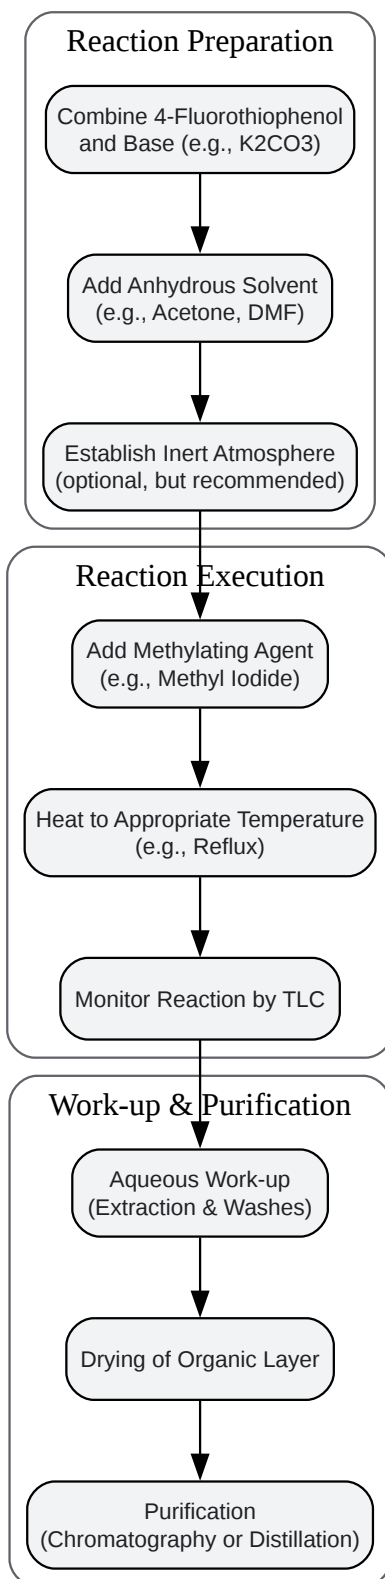 Reaction Preparation
Combine 4-Fluorothiophenol
and Base (e.g., K2CO3)
Add Anhydrous Solvent
(e.g., Acetone, DMF)
Establish Inert Atmosphere
(optional, but recommended)
Reaction Execution
Add Methylating Agent
(e.g., Methyl Iodide)
Heat to Appropriate Temperature
(e.g., Reflux)
Monitor Reaction by TLC
Work-up & Purification
Aqueous Work-up
(Extraction & Washes)
Drying of Organic Layer
Purification
(Chromatography or Distillation)